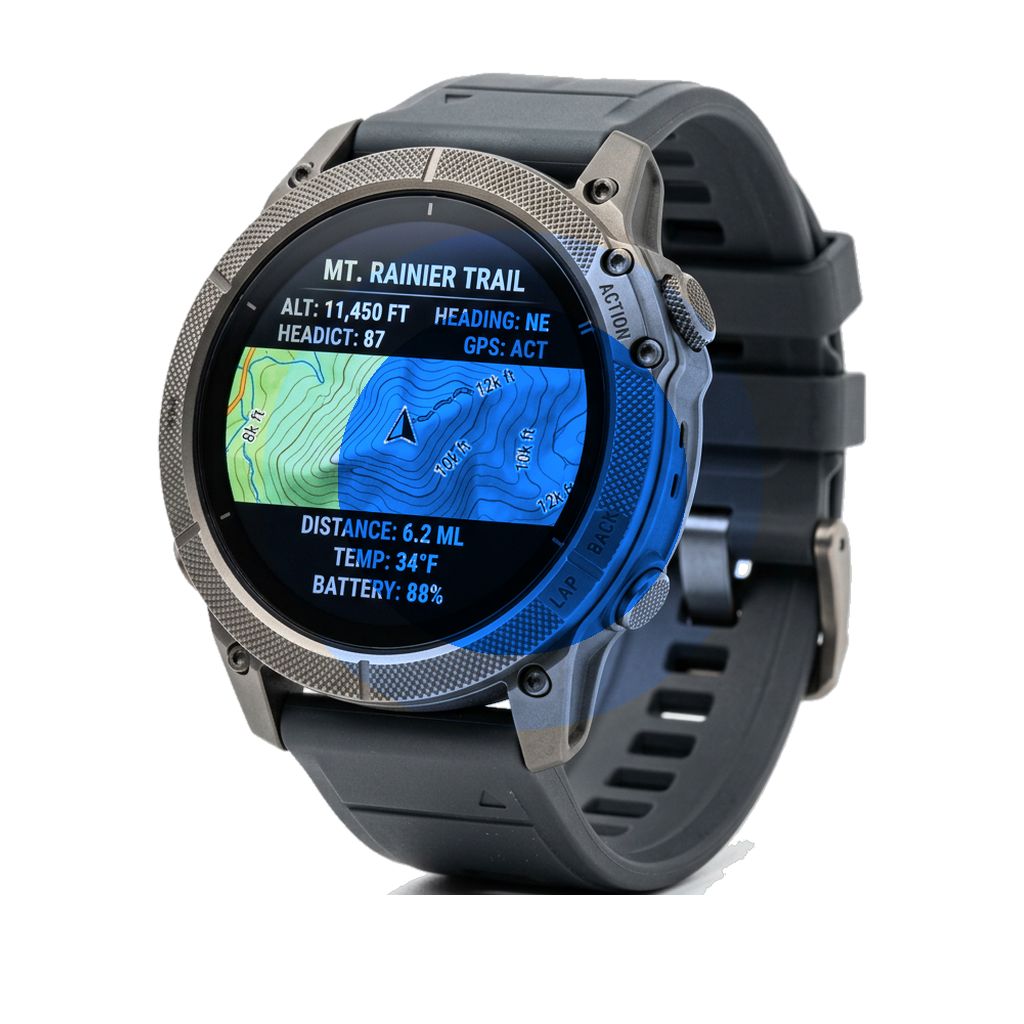 MT. RAINIER TRAIL
ALT: 11,450 FT HEADING: NE
HEADICT: 87 GPS: ACT
12k ft
8k ft
10k ft
10k ft
12k ft
DISTANCE: 6.2 ML
TEMP: 34°F
BATTERY: 88%
ACTION
BACK
LAP